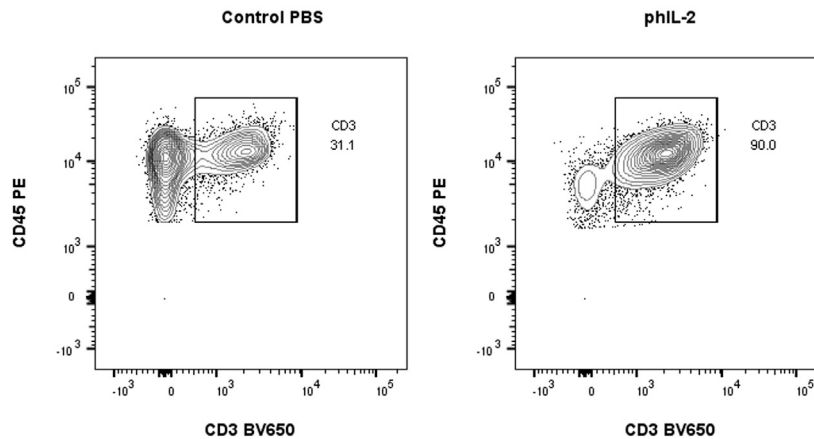 Control PBS
10⁵
10⁴
10³
0
-10³
CD45 PE
CD3
31.1
-10³ 0 10³ 10⁴ 10⁵
CD3 BV650
phIL-2
10⁵
10⁴
10³
0
-10³
CD45 PE
CD3
90.0
-10³ 0 10³ 10⁴ 10⁵
CD3 BV650